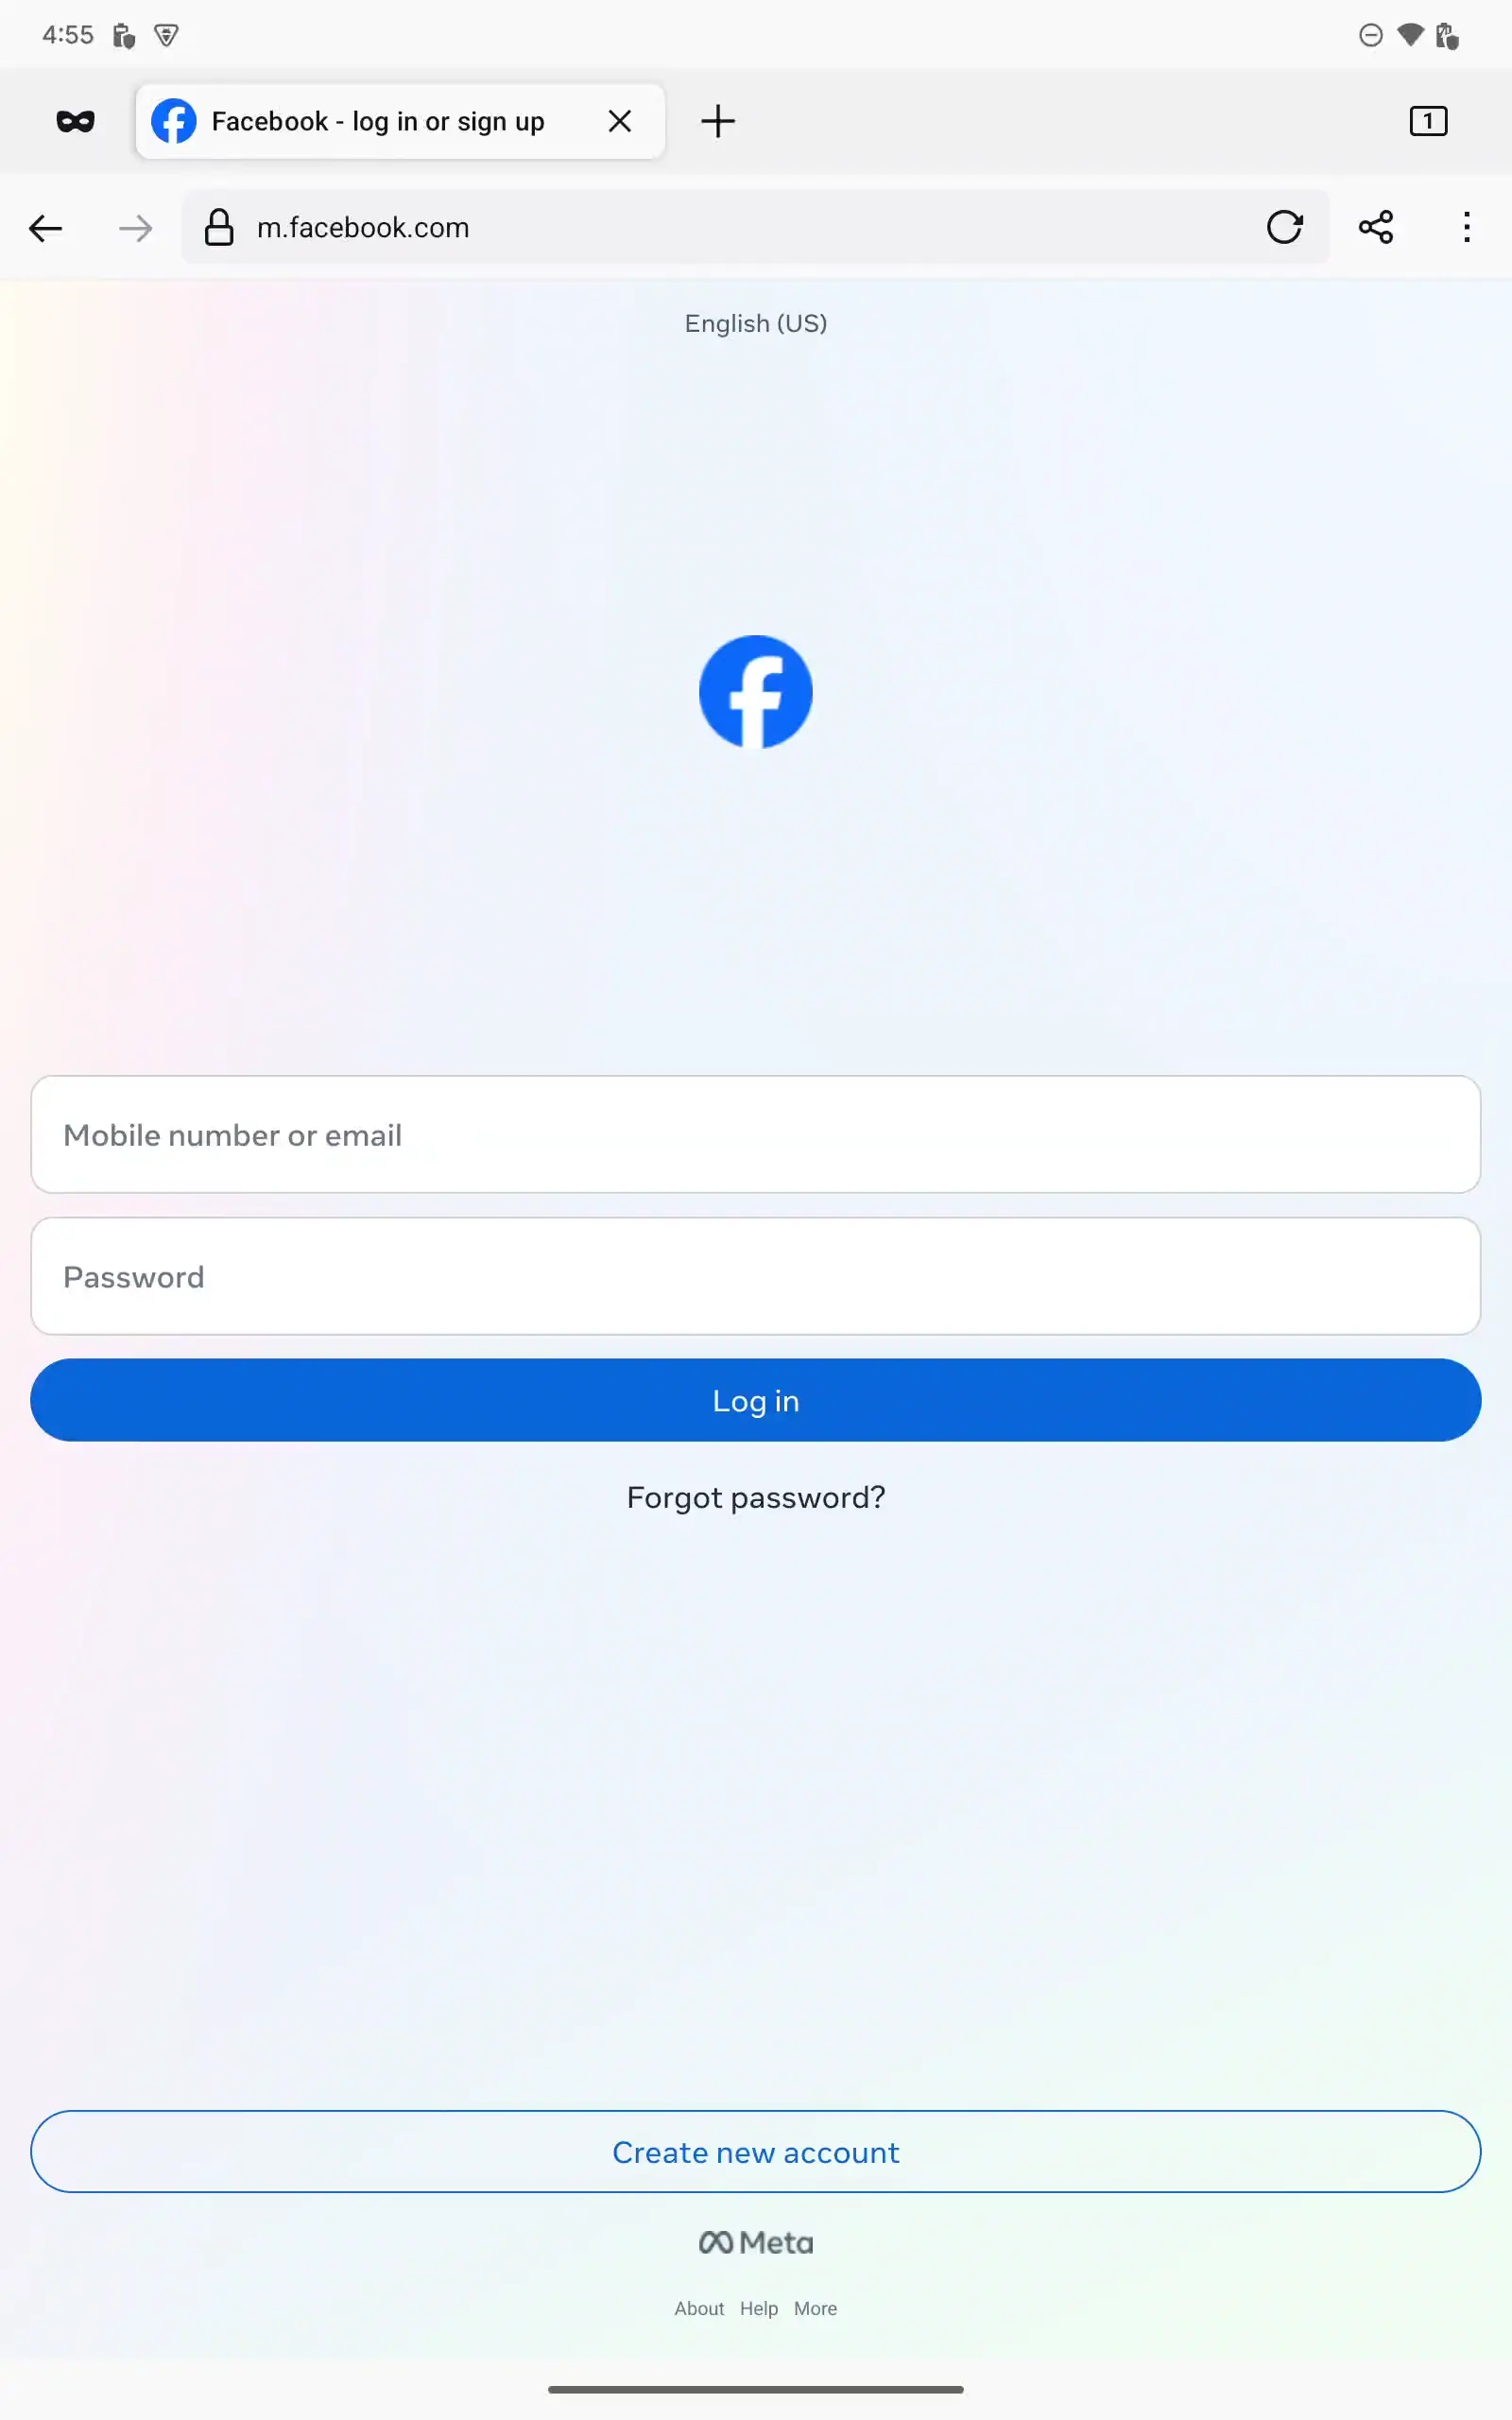 4:55
Facebook - log in or sign up
1
m.facebook.com
English (US)
Mobile number or email
Password
Log in
Forgot password?
Create new account
Meta
About Help More